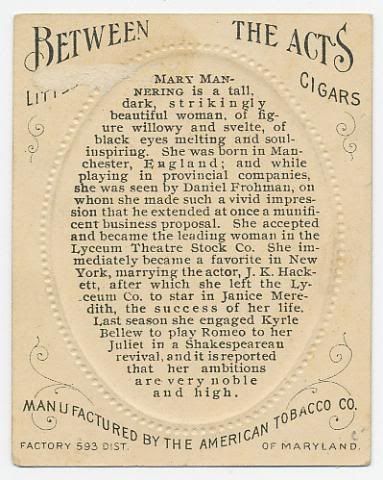 BETWEEN THE ACTS
LITTLE CIGARS
MARY MAN-
NERING is a tall,
dark, strikingly
beautiful woman, of fig-
ure willowy and svelte, of
black eyes melting and soul-
inspiring. She was born in Man-
chester, England; and while
playing in provincial companies,
she was seen by Daniel Frohman, on
whom she made such a vivid impres-
sion that he extended at once a munifi-
cent business proposal. She accepted
and became the leading woman in the
Lyceum Theatre Stock Co. She im-
mediately became a favorite in New
York, marrying the actor, J. K. Hack-
ett, after which she left the Ly-
ceum Co. to star in Janice Mere-
dith, the success of her life.
Last season she engaged Kyrle
Bellew to play Romeo to her
Juliet in a Shakespearean
revival, and it is reported
that her ambitions
are very noble
and high.
MANUFACTURED BY THE AMERICAN TOBACCO CO.
FACTORY 593 DIST. OF MARYLAND.